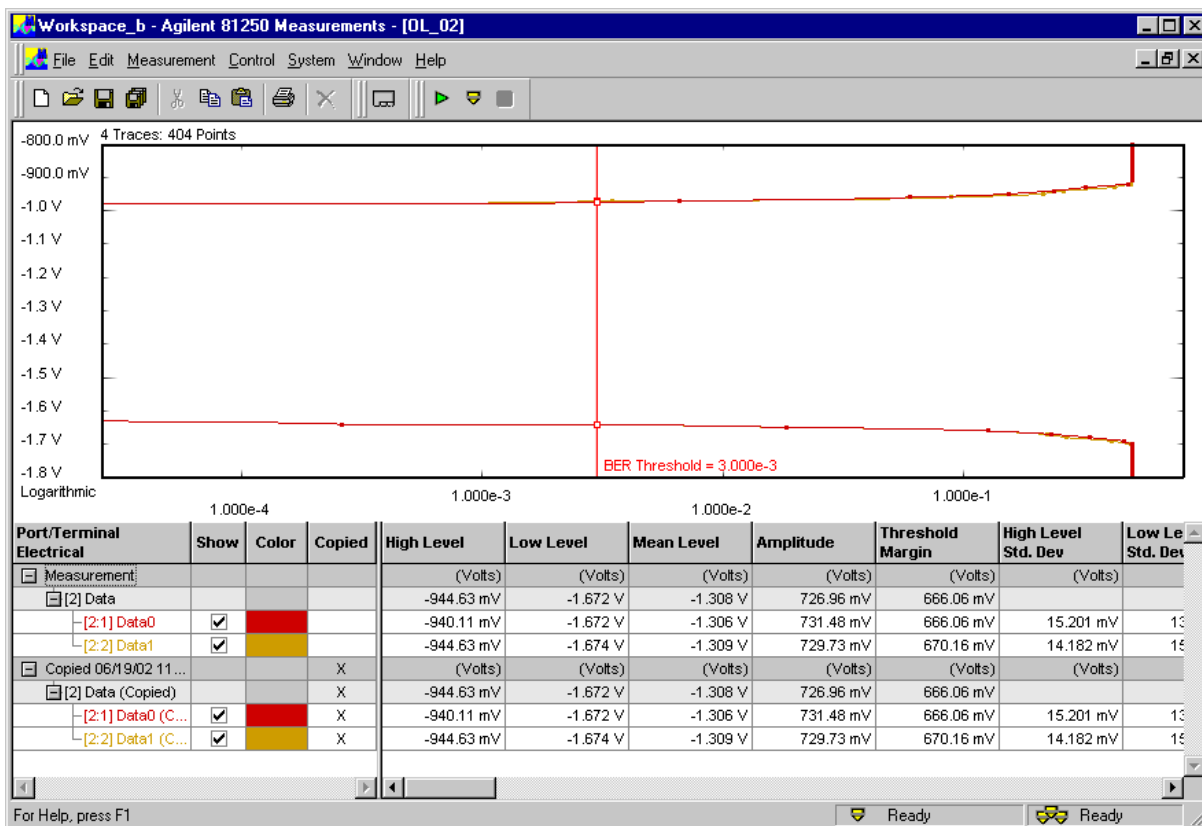 Workspace_b - Agilent 81250 Measurements - [OL_02]
File Edit Measurement Control System Window Help
4 Traces: 404 Points
-800.0 mV
-900.0 mV
-1.0 V
-1.1 V
-1.2 V
-1.3 V
-1.4 V
-1.5 V
-1.6 V
-1.7 V
-1.8 V
BER Threshold = 3.000e-3
Logarithmic
1.000e-4 1.000e-3 1.000e-2 1.000e-1
Port/Terminal Electrical Show Color Copied High Level Low Level Mean Level Amplitude Threshold Margin High Level Std. Dev Low Le Std. Dev
Measurement (Volts) (Volts) (Volts) (Volts) (Volts) (Volts)
[2] Data -944.63 mV -1.672 V -1.308 V 726.96 mV 666.06 mV
[2:1] Data0 -940.11 mV -1.672 V -1.306 V 731.48 mV 666.06 mV 15.201 mV 13
[2:2] Data1 -944.63 mV -1.674 V -1.309 V 729.73 mV 670.16 mV 14.182 mV 15
Copied 06/19/02 11... X (Volts) (Volts) (Volts) (Volts) (Volts) (Volts)
[2] Data (Copied) X -944.63 mV -1.672 V -1.308 V 726.96 mV 666.06 mV
[2:1] Data0 (C... X -940.11 mV -1.672 V -1.306 V 731.48 mV 666.06 mV 15.201 mV 13
[2:2] Data1 (C... X -944.63 mV -1.674 V -1.309 V 729.73 mV 670.16 mV 14.182 mV 15
For Help, press F1 Ready Ready